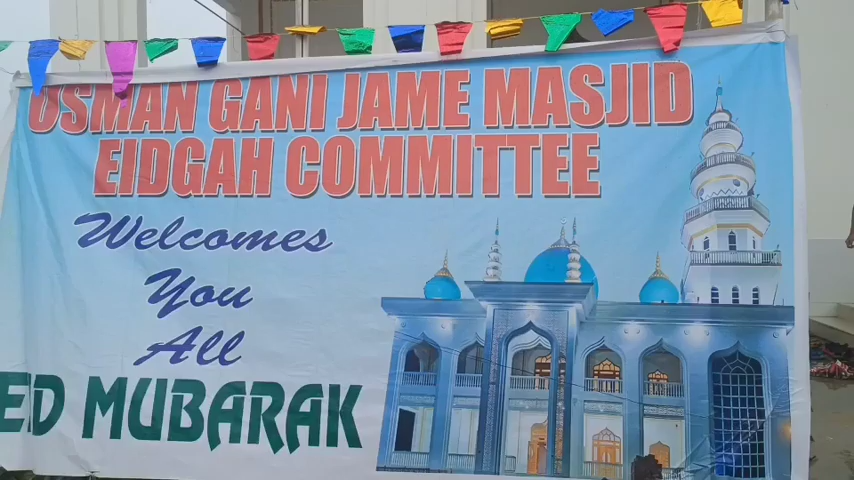 OSMAN GANI JAME MASJID
EIDGAH COMMITTEE
Welcomes
You
All
ED MUBARAK